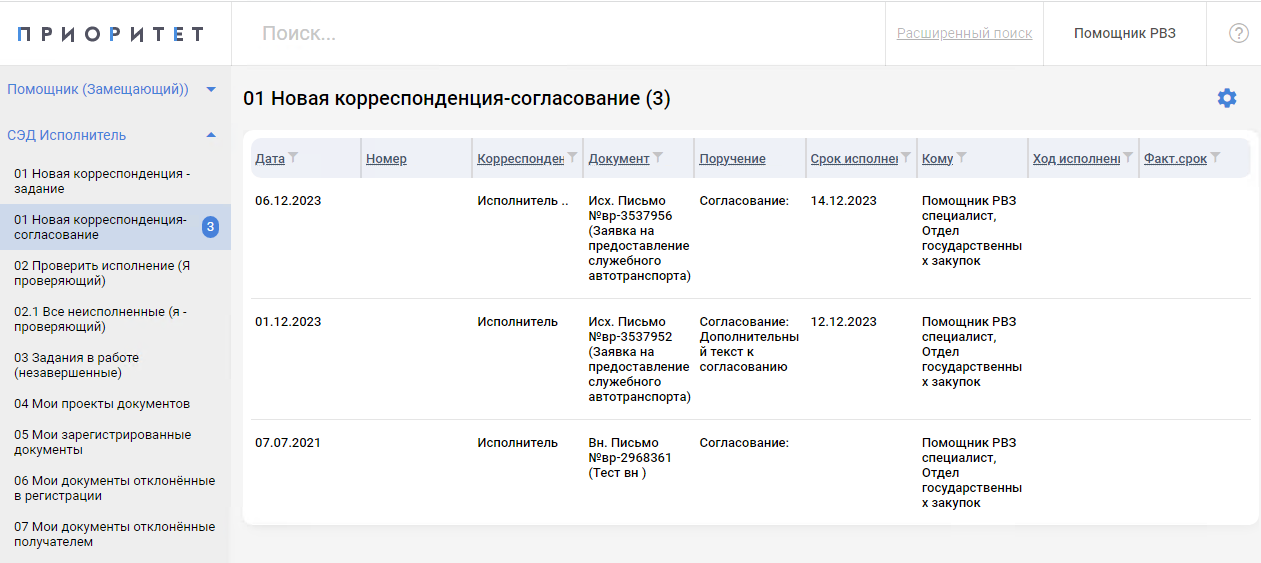 ПРИОРИТЕТ
Поиск...
Расширенный поиск
Помощник РВЗ
?
Помощник (Замещающий))
СЭД Исполнитель
01 Новая корреспонденция -
задание
01 Новая корреспонденция-
согласование
3
02 Проверить исполнение (Я
проверяющий)
02.1 Все неисполненные (я -
проверяющий)
03 Задания в работе
(незавершенные)
04 Мои проекты документов
05 Мои зарегистрированные
документы
06 Мои документы отклонённые
в регистрации
07 Мои документы отклонённые
получателем
01 Новая корреспонденция-согласование (3)
Дата
Номер
Корреспонден
Документ
Поручение
Срок исполнен
Кому
Ход исполнени
Факт.срок
06.12.2023
Исполнитель ..
Исх. Письмо
№вр-3537956
(Заявка на
предоставление
служебного
автотранспорта)
Согласование:
14.12.2023
Помощник РВЗ
специалист,
Отдел
государственны
х закупок
01.12.2023
Исполнитель
Исх. Письмо
№вр-3537952
(Заявка на
предоставление
служебного
автотранспорта)
Согласование:
Дополнительны
й текст к
согласованию
12.12.2023
Помощник РВЗ
специалист,
Отдел
государственны
х закупок
07.07.2021
Исполнитель
Вн. Письмо
№вр-2968361
(Тест вн )
Согласование:
Помощник РВЗ
специалист,
Отдел
государственны
х закупок